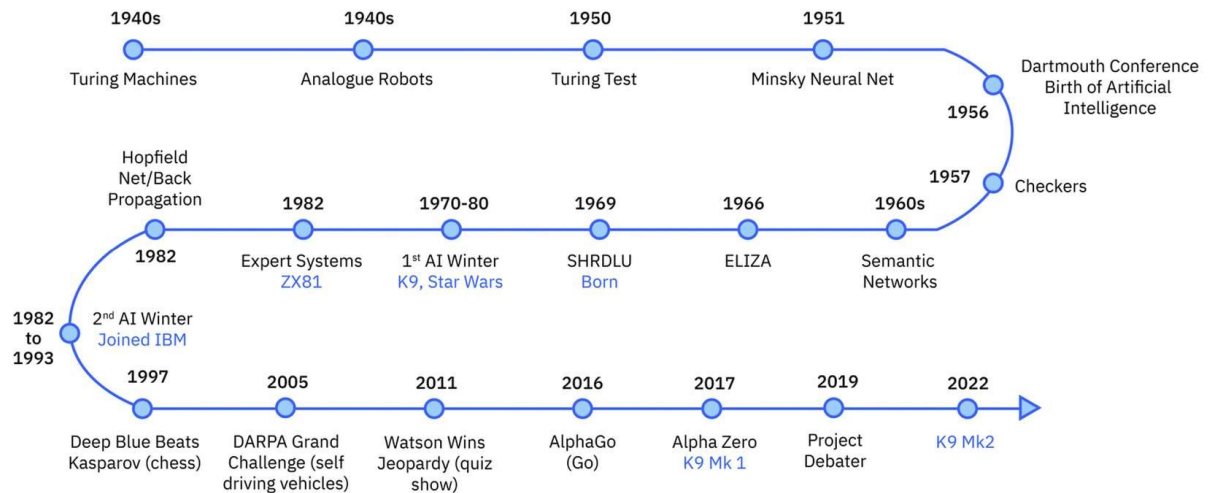 1940s
Turing Machines
1940s
Analogue Robots
1950
Turing Test
1951
Minsky Neural Net
1956
Dartmouth Conference
Birth of Artificial
Intelligence
1957
Checkers
1960s
Semantic
Networks
1966
ELIZA
1969
SHRDLU
Born
1970-80
1st AI Winter
K9, Star Wars
1982
Expert Systems
ZX81
Hopfield
Net/Back
Propagation
1982
1982
to
1993
2nd AI Winter
Joined IBM
1997
Deep Blue Beats
Kasparov (chess)
2005
DARPA Grand
Challenge (self
driving vehicles)
2011
Watson Wins
Jeopardy (quiz
show)
2016
AlphaGo
(Go)
2017
Alpha Zero
K9 Mk 1
2019
Project
Debater
2022
K9 Mk2